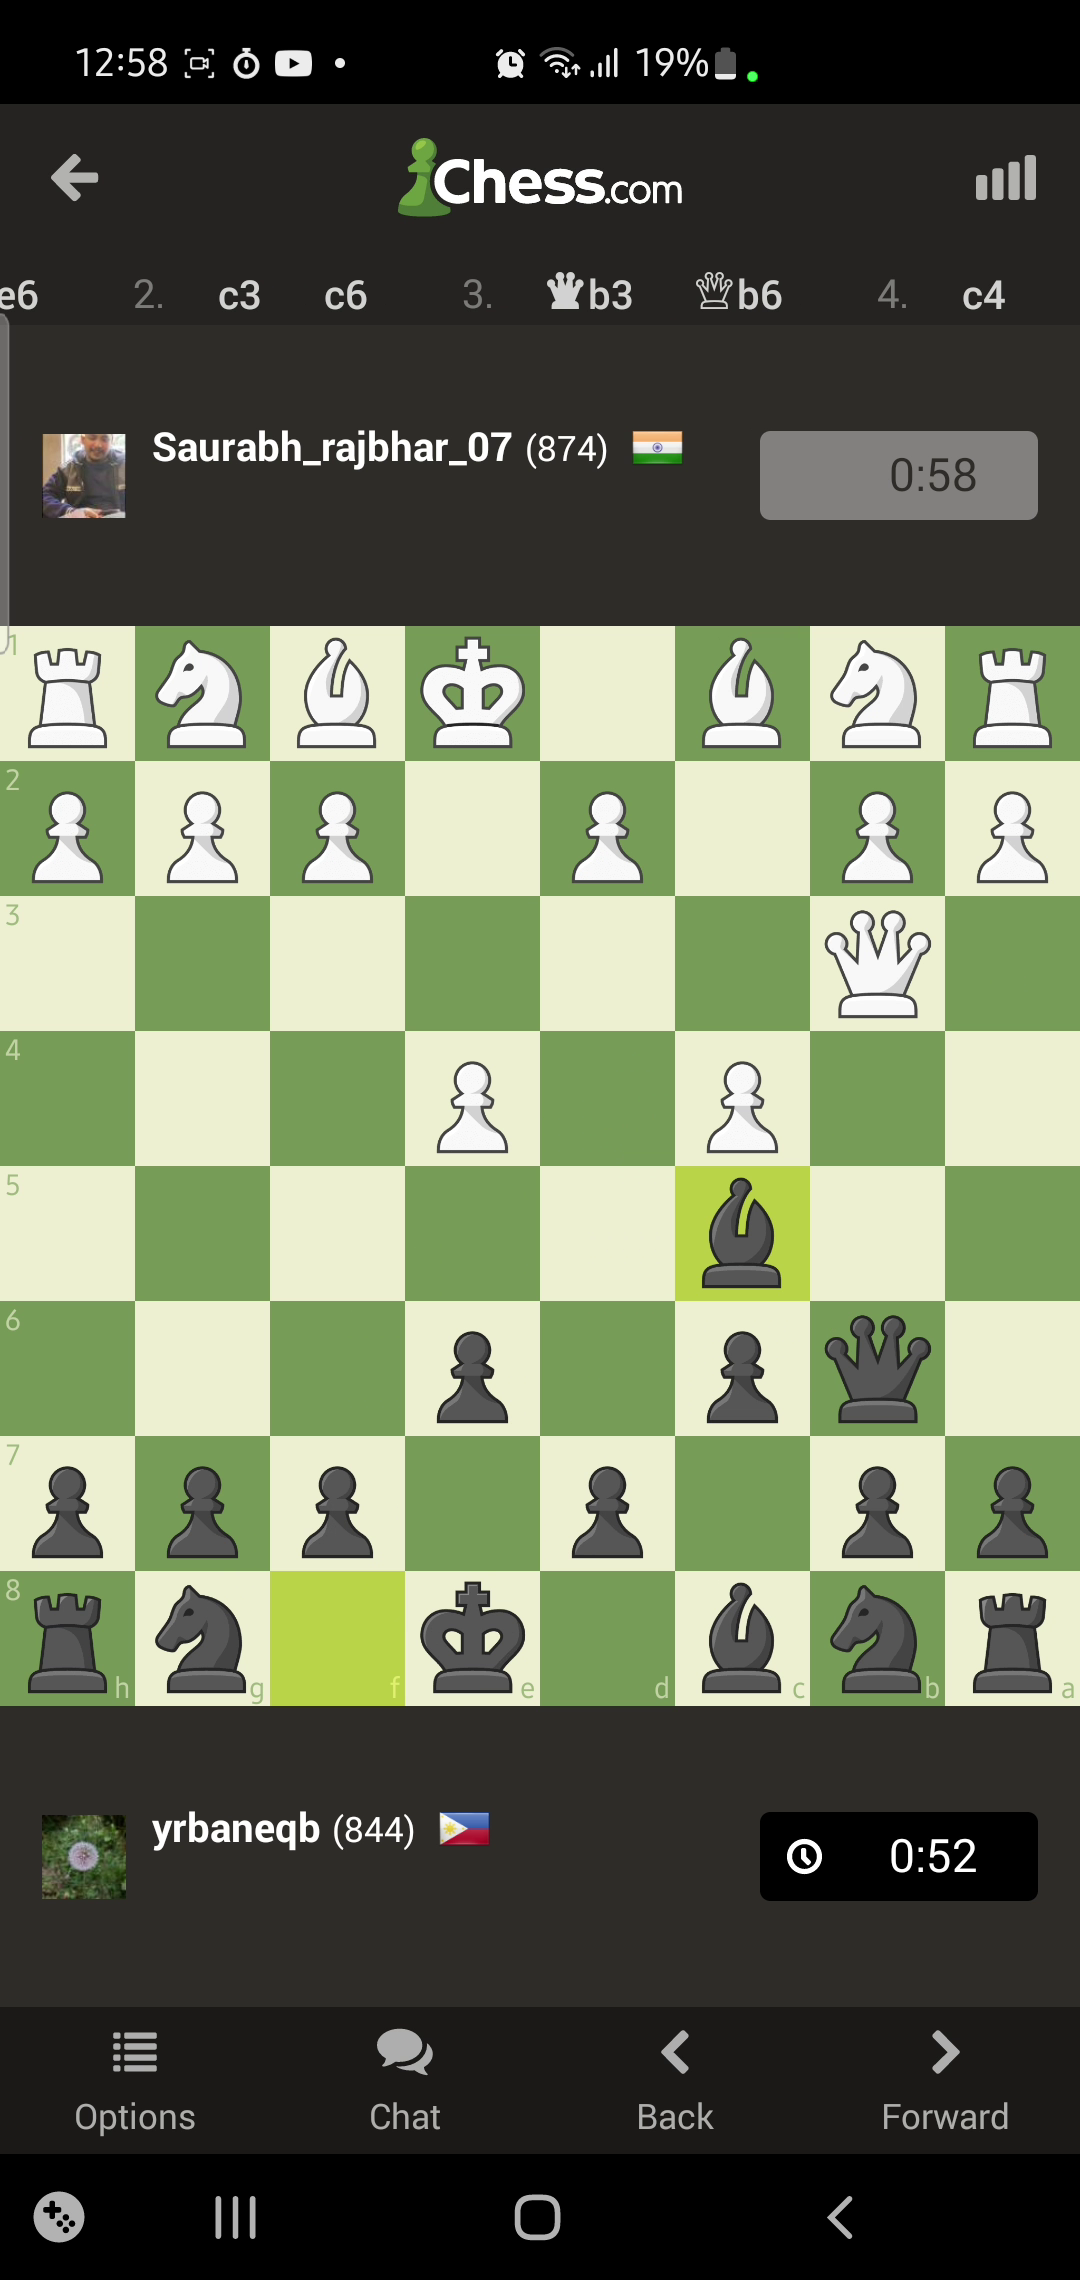 12:58 19%
Chess.com
e6 2. c3 c6 3. b3 b6 4. c4
Saurabh_rajbhar_07 (874) 0:58
1
2
3
4
5
6
7
8
h g f e d c b a
yrbaneqb (844) 0:52
Options Chat Back Forward